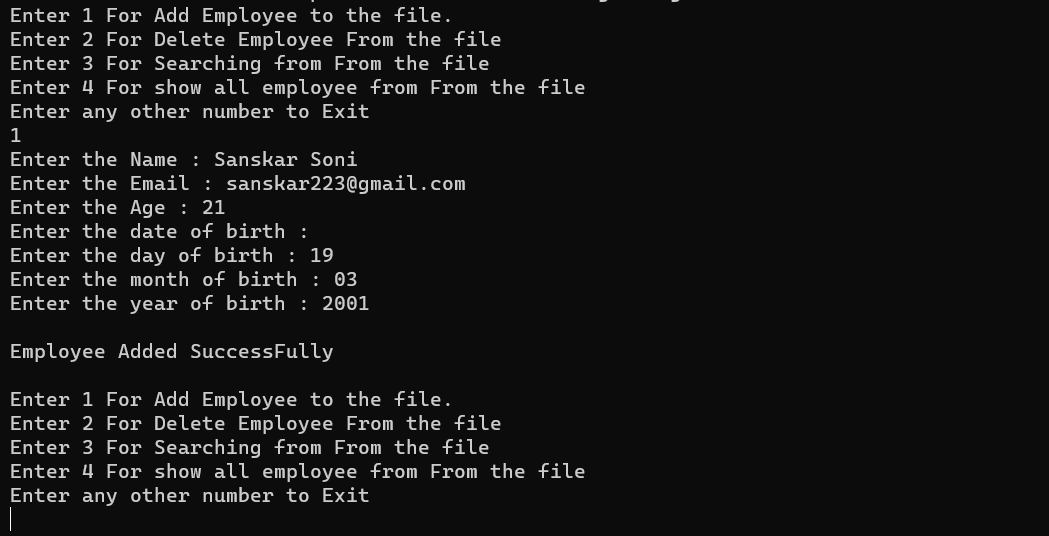 Enter 1 For Add Employee to the file.
Enter 2 For Delete Employee From the file
Enter 3 For Searching from From the file
Enter 4 For show all employee from From the file
Enter any other number to Exit
1
Enter the Name : Sanskar Soni
Enter the Email : sanskar223@gmail.com
Enter the Age : 21
Enter the date of birth :
Enter the day of birth : 19
Enter the month of birth : 03
Enter the year of birth : 2001
Employee Added SuccessFully
Enter 1 For Add Employee to the file.
Enter 2 For Delete Employee From the file
Enter 3 For Searching from From the file
Enter 4 For show all employee from From the file
Enter any other number to Exit